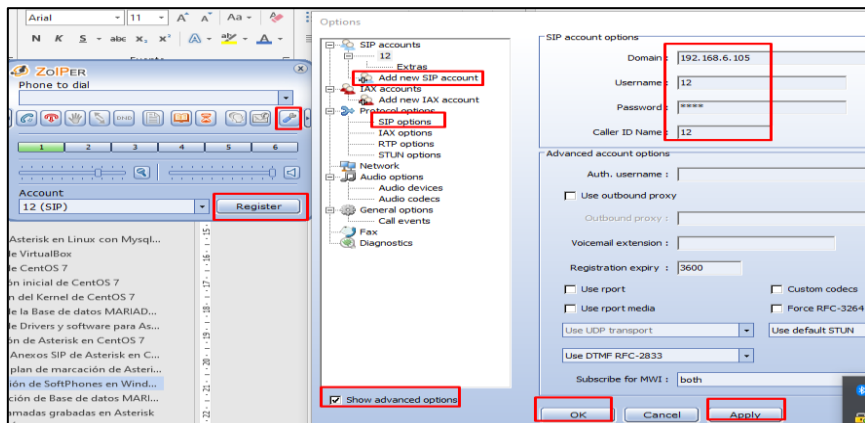 Arial
11
A
A
Aa
N K S abc x₂ x² A aby A
ZOIPER
Phone to dial
DND
1 2 3 4 5 6
Account
12 (SIP)
Register
Asterisk en Linux con Mysql...
e VirtualBox
e CentOS 7
ón inicial de CentOS 7
n del Kernel de CentOS 7
e la Base de datos MARIAD...
e Drivers y software para As...
ón de Asterisk en CentOS 7
Anexos SIP de Asterisk en C...
plan de marcación de Asteri...
ión de SoftPhones en Wind...
ción de Base de datos MARI...
amadas grabadas en Asterisk
Options
SIP accounts
12
Extras
Add new SIP account
IAX accounts
Add new IAX account
Protocol options
SIP options
IAX options
RTP options
STUN options
Network
Audio options
Audio devices
Audio codecs
General options
Call events
Fax
Diagnostics
Show advanced options
SIP account options
Domain: 192.168.6.105
Username: 12
Password: ****
Caller ID Name: 12
Advanced account options
Auth. username :
Use outbound proxy
Outbound proxy :
Voicemail extension :
Registration expiry : 3600
Use rport
Custom codecs
Use rport media
Force RFC-3264
Use UDP transport
Use default STUN
Use DTMF RFC-2833
Subscribe for MWI : both
OK
Cancel
Apply